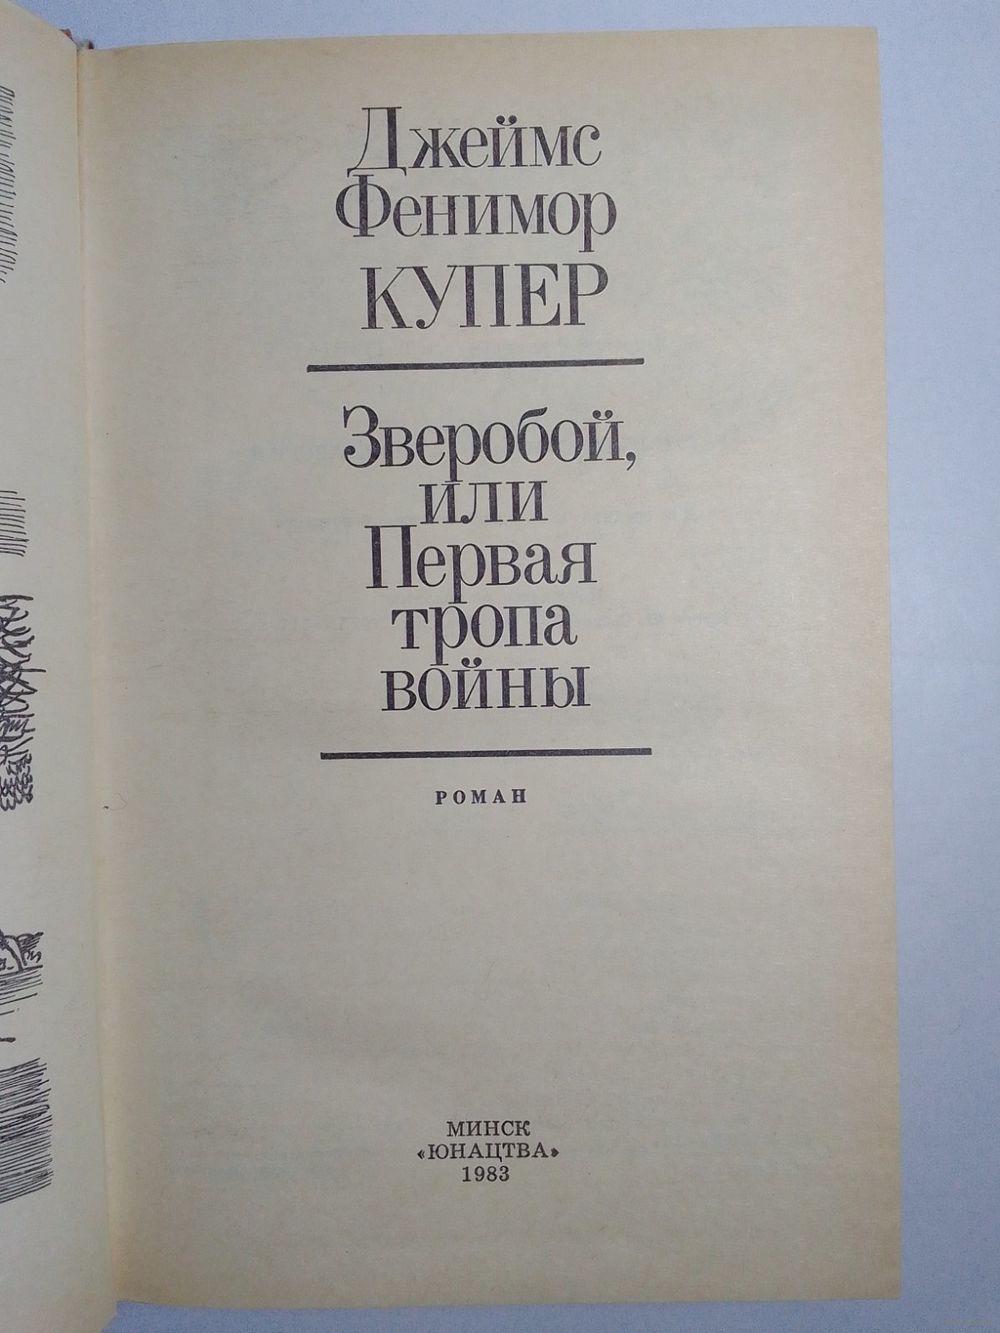 Джеймс
Фенимор
КУПЕР
Зверобой,
или
Первая
тропа
войны
РОМАН
МИНСК
«ЮНАЦТВА»
1983